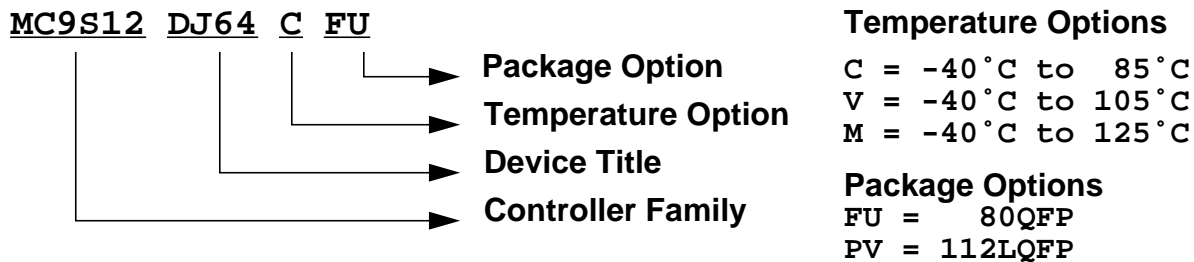 MC9S12 DJ64 C FU
Package Option
Temperature Option
Device Title
Controller Family
Temperature Options
C = -40˚C to 85˚C
V = -40˚C to 105˚C
M = -40˚C to 125˚C
Package Options
FU = 80QFP
PV = 112LQFP